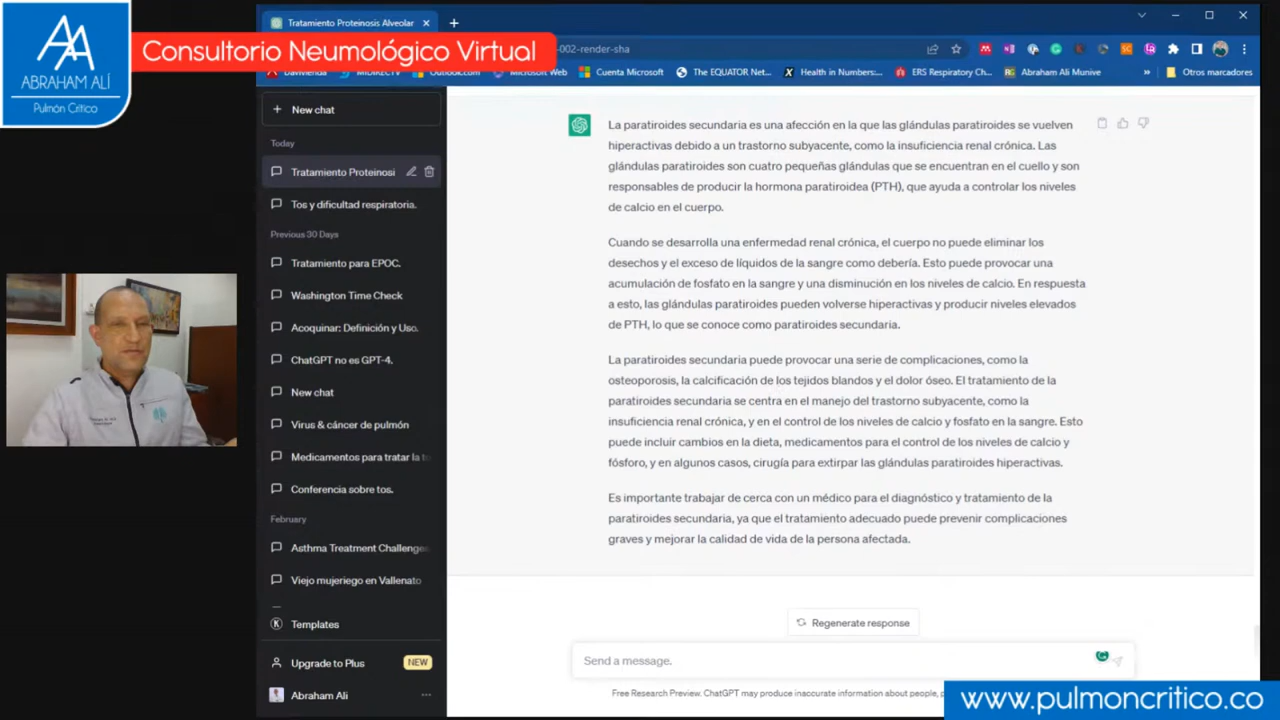 AA
ABRAHAM ALÍ
Pulmón Crítico
Consultorio Neumológico Virtual
Tratamiento Proteinosis Alveolar
-002-render-sha
Davivienda
MiDIRECTV
Outlook.com
Microsoft Web
Cuenta Microsoft
The EQUATOR Net...
Health in Numbers:...
ERS Respiratory Ch...
Abraham Ali Munive
»
Otros marcadores
+ New chat
Today
Tratamiento Proteinosi
Tos y dificultad respiratoria.
Previous 30 Days
Tratamiento para EPOC.
Washington Time Check
Acoquinar: Definición y Uso.
ChatGPT no es GPT-4.
New chat
Virus & cáncer de pulmón
Medicamentos para tratar la t
Conferencia sobre tos.
February
Asthma Treatment Challenges
Viejo mujeriego en Vallenato
Templates
Upgrade to Plus NEW
Abraham Ali
La paratiroides secundaria es una afección en la que las glándulas paratiroides se vuelven
hiperactivas debido a un trastorno subyacente, como la insuficiencia renal crónica. Las
glándulas paratiroides son cuatro pequeñas glándulas que se encuentran en el cuello y son
responsables de producir la hormona paratiroidea (PTH), que ayuda a controlar los niveles
de calcio en el cuerpo.
Cuando se desarrolla una enfermedad renal crónica, el cuerpo no puede eliminar los
desechos y el exceso de líquidos de la sangre como debería. Esto puede provocar una
acumulación de fosfato en la sangre y una disminución en los niveles de calcio. En respuesta
a esto, las glándulas paratiroides pueden volverse hiperactivas y producir niveles elevados
de PTH, lo que se conoce como paratiroides secundaria.
La paratiroides secundaria puede provocar una serie de complicaciones, como la
osteoporosis, la calcificación de los tejidos blandos y el dolor óseo. El tratamiento de la
paratiroides secundaria se centra en el manejo del trastorno subyacente, como la
insuficiencia renal crónica, y en el control de los niveles de calcio y fosfato en la sangre. Esto
puede incluir cambios en la dieta, medicamentos para el control de los niveles de calcio y
fósforo, y en algunos casos, cirugía para extirpar las glándulas paratiroides hiperactivas.
Es importante trabajar de cerca con un médico para el diagnóstico y tratamiento de la
paratiroides secundaria, ya que el tratamiento adecuado puede prevenir complicaciones
graves y mejorar la calidad de vida de la persona afectada.
Regenerate response
Send a message.
Free Research Preview. ChatGPT may produce inaccurate information about people, p
www.pulmoncritico.co